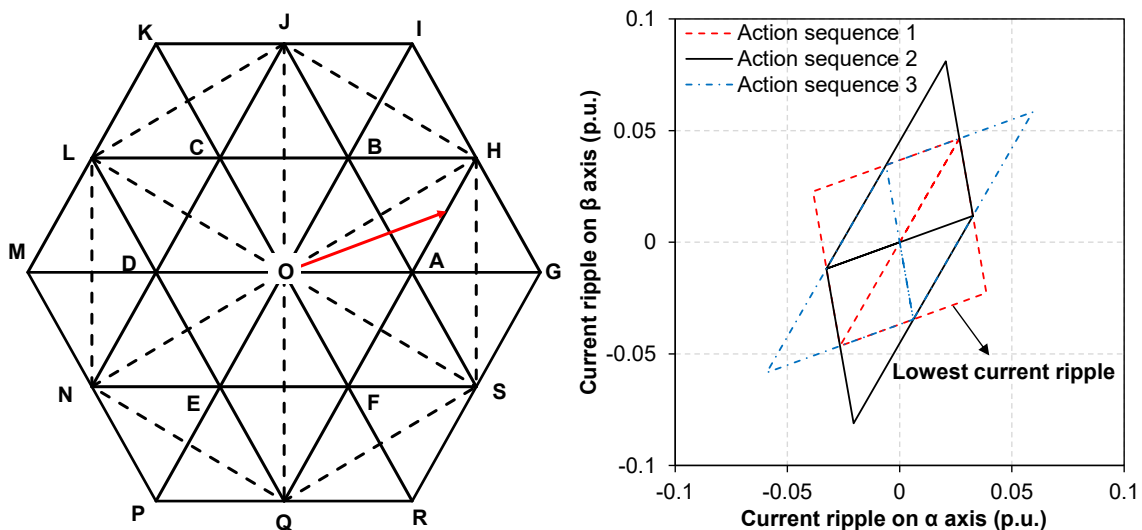 K
J
I
L
C
B
H
M
D
O
A
G
N
E
F
S
P
Q
R
0.1
0.05
0
-0.05
-0.1
-0.1
-0.05
0
0.05
0.1
Current ripple on β axis (p.u.)
Current ripple on α axis (p.u.)
Action sequence 1
Action sequence 2
Action sequence 3
Lowest current ripple